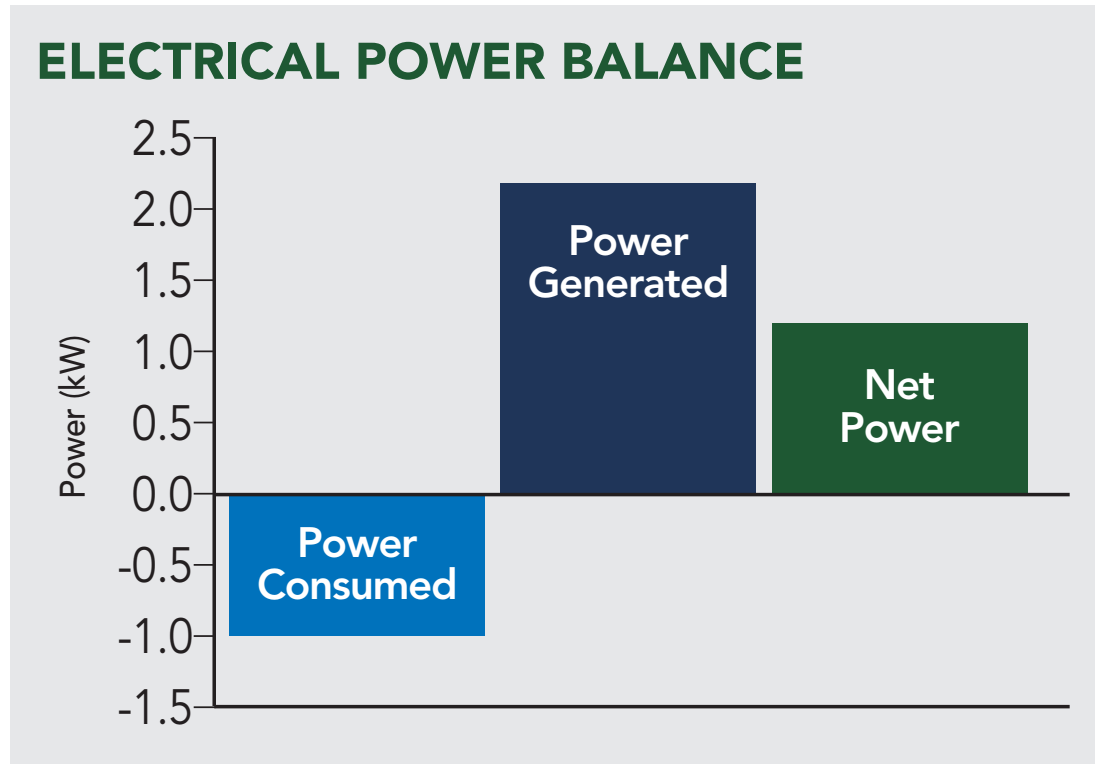 ELECTRICAL POWER BALANCE
2.5
2.0
1.5
1.0
0.5
0.0
-0.5
-1.0
-1.5
Power (kW)
Power
Generated
Net
Power
Power
Consumed